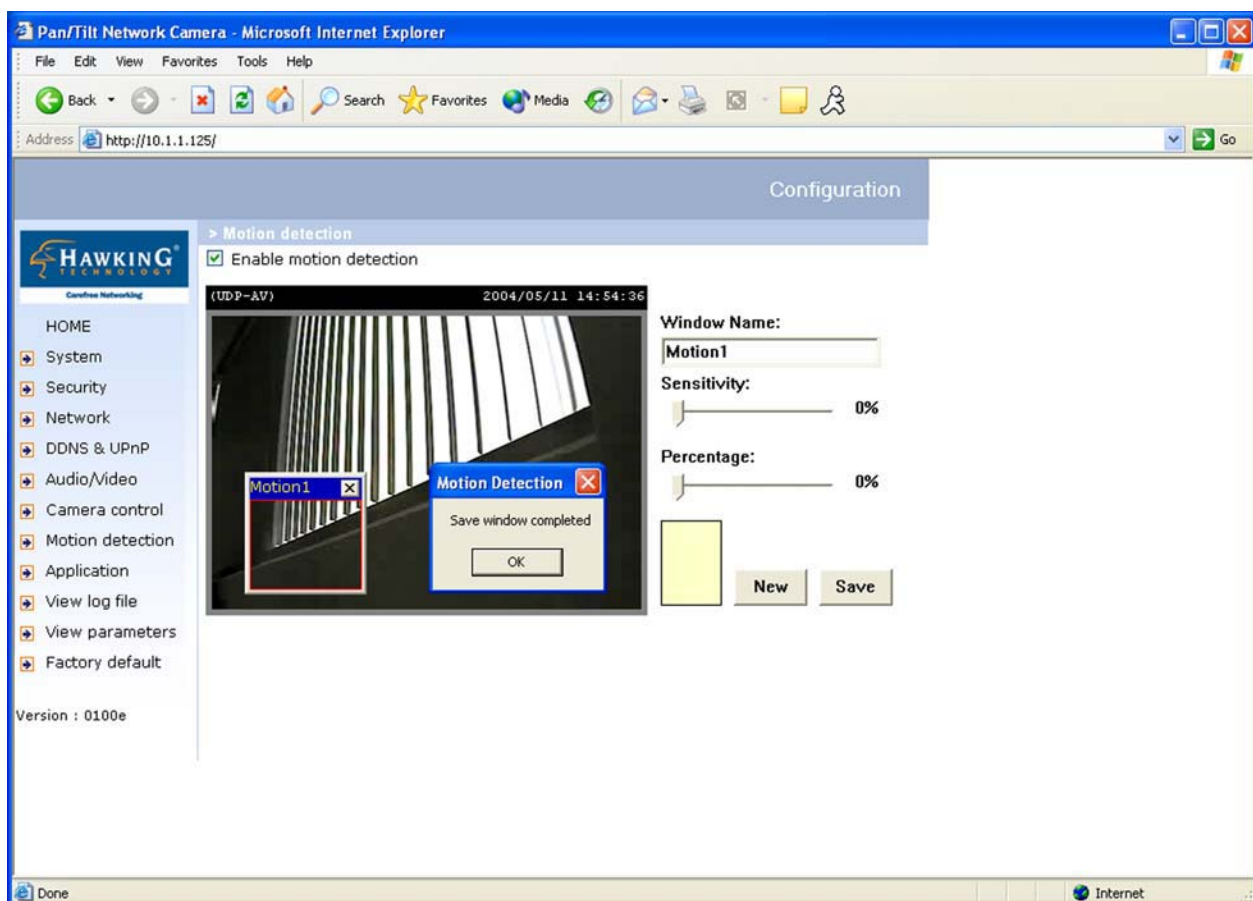 Pan/Tilt Network Camera - Microsoft Internet Explorer
File Edit View Favorites Tools Help
Back Search Favorites Media
Address http://10.1.1.125/ Go
Configuration
> Motion detection
HAWKING®
TECHNOLOGY
Carefree Networking
Enable motion detection
(UDP-AV) 2004/05/11 14:54:36
HOME
System
Security
Network
DDNS & UPnP
Audio/Video
Camera control
Motion detection
Application
View log file
View parameters
Factory default
Version : 0100e
Motion1
Motion Detection
Save window completed
OK
Window Name:
Motion1
Sensitivity:
0%
Percentage:
0%
New Save
Done Internet